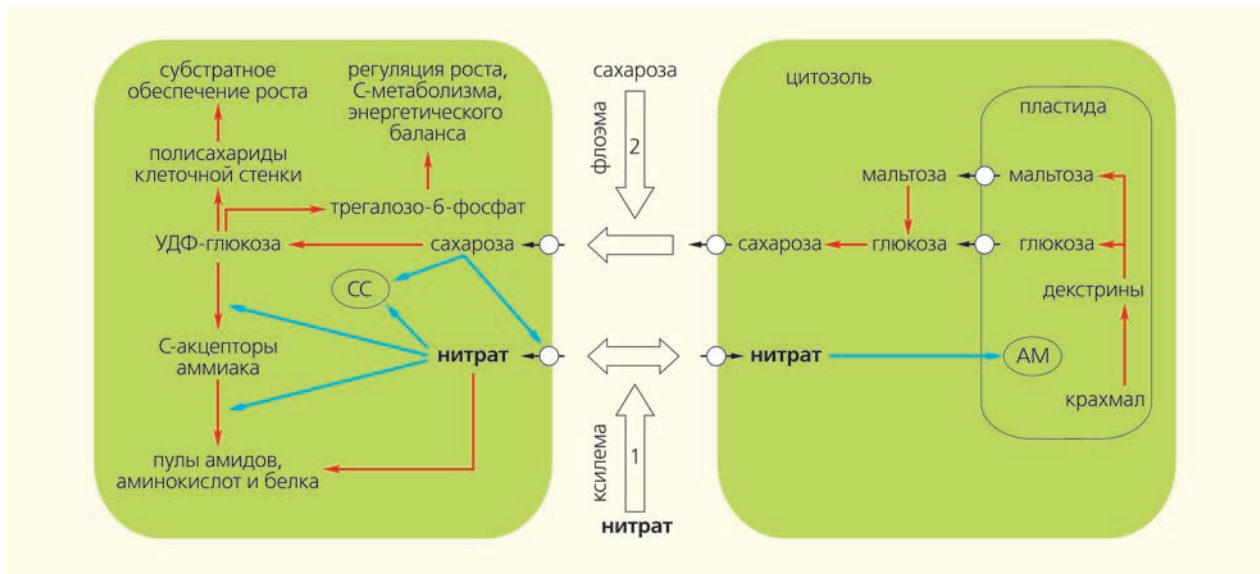 субстратное
обеспечение роста
полисахариды
клеточной стенки
регуляция роста,
С-метаболизма,
энергетического
баланса
трегалозо-6-фосфат
УДФ-глюкоза
сахароза
СС
С-акцепторы
аммиака
нитрат
пулы амидов,
аминокислот и белка
сахароза
флоэма
2
ксилема
1
нитрат
цитозоль
пластида
мальтоза
мальтоза
сахароза
глюкоза
глюкоза
декстрины
нитрат
АМ
крахмал